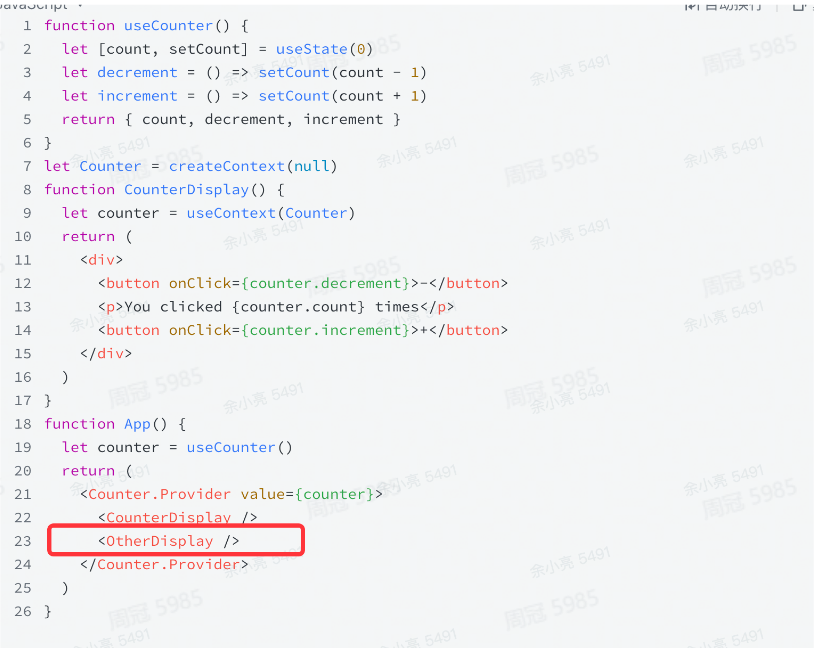 JavaScript
自动换行
1 function useCounter() {
2 let [count, setCount] = useState(0)
3 let decrement = () => setCount(count - 1)
4 let increment = () => setCount(count + 1)
5 return { count, decrement, increment }
6 }
7 let Counter = createContext(null)
8 function CounterDisplay() {
9 let counter = useContext(Counter)
10 return (
11 <div>
12 <button onClick={counter.decrement}>-</button>
13 <p>You clicked {counter.count} times</p>
14 <button onClick={counter.increment}>+</button>
15 </div>
16 )
17 }
18 function App() {
19 let counter = useCounter()
20 return (
21 <Counter.Provider value={counter}>
22 <CounterDisplay />
23 <OtherDisplay />
24 </Counter.Provider>
25 )
26 }
余小亮 5491
周冠 5985